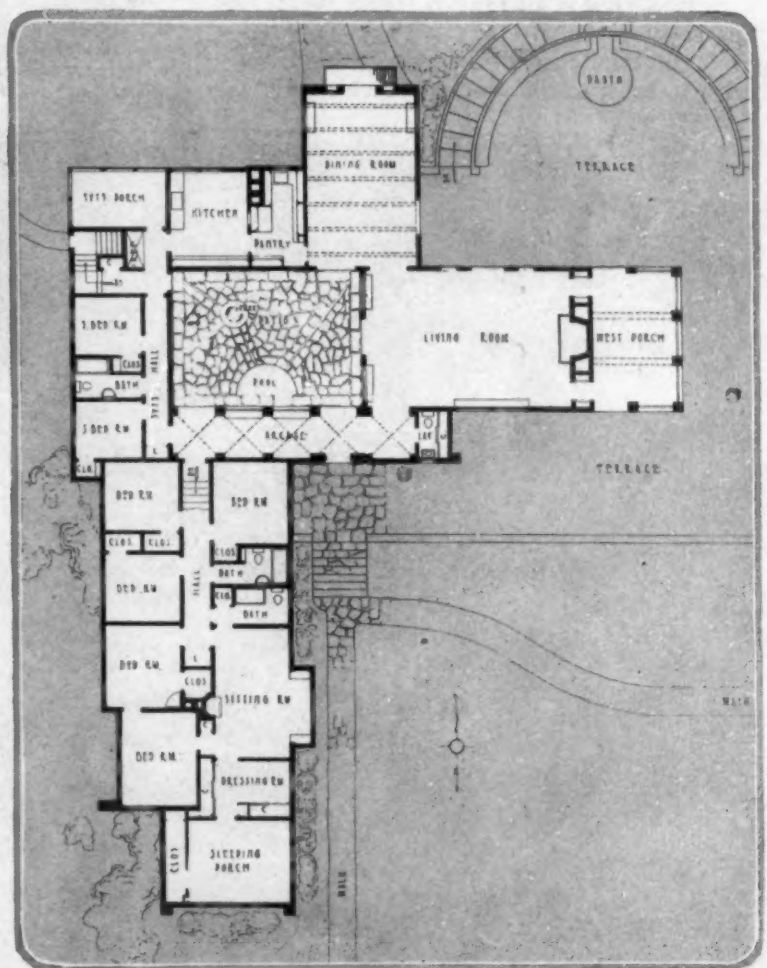 BASIN
TERRACE
DINING ROOM
SVTS PORCH
KITCHEN
PANTRY
PATIO
POOL
LIVING ROOM
WEST PORCH
S. BED RM
CLOS
BATH
SVTS HALL
S. BED RM
CLO.
ARCADE
LAV
TERRACE
BED RM
BED RM
CLOS.
CLOS.
CLOS
BATH
HALL
BED RM
CLO.
BATH
BED RM.
CLOS
SITTING RM
BED RM.
C
DRESSING RM
C
CLOS
SLEEPING
PORCH
WALK
WALK